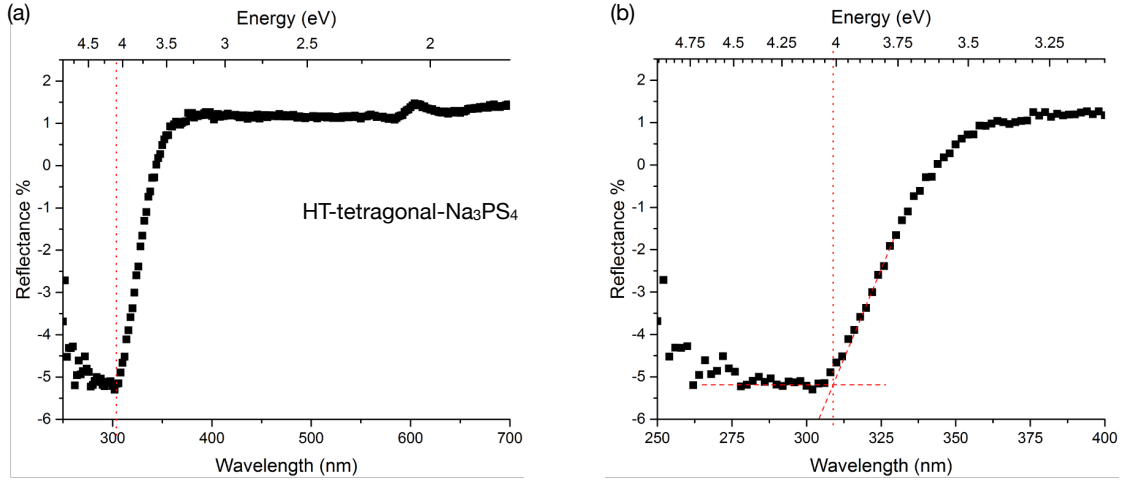 (a)
Energy (eV)
4.5 4 3.5 3 2.5 2
2
1
0
-1
-2
-3
-4
-5
-6
Reflectance %
HT-tetragonal-Na₃PS₄
300 400 500 600 700
Wavelength (nm)
(b)
Energy (eV)
4.75 4.5 4.25 4 3.75 3.5 3.25
2
1
0
-1
-2
-3
-4
-5
-6
Reflectance %
250 275 300 325 350 375 400
Wavelength (nm)